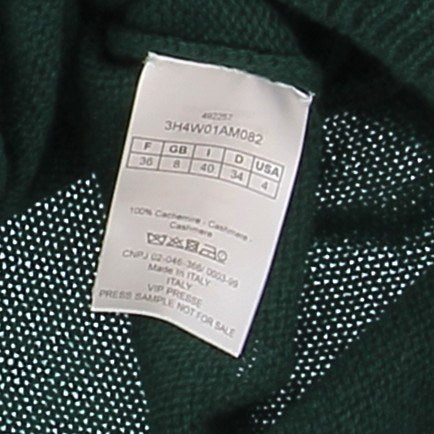 492257
3H4W01AM082
F GB I D USA
36 8 40 34 4
100% Cachemire - Cashmere -
Cashmere
CNPJ 02-046-366/ 0003-99
Made in ITALY
ITALY
VIP PRESSE
PRESS SAMPLE NOT FOR SALE